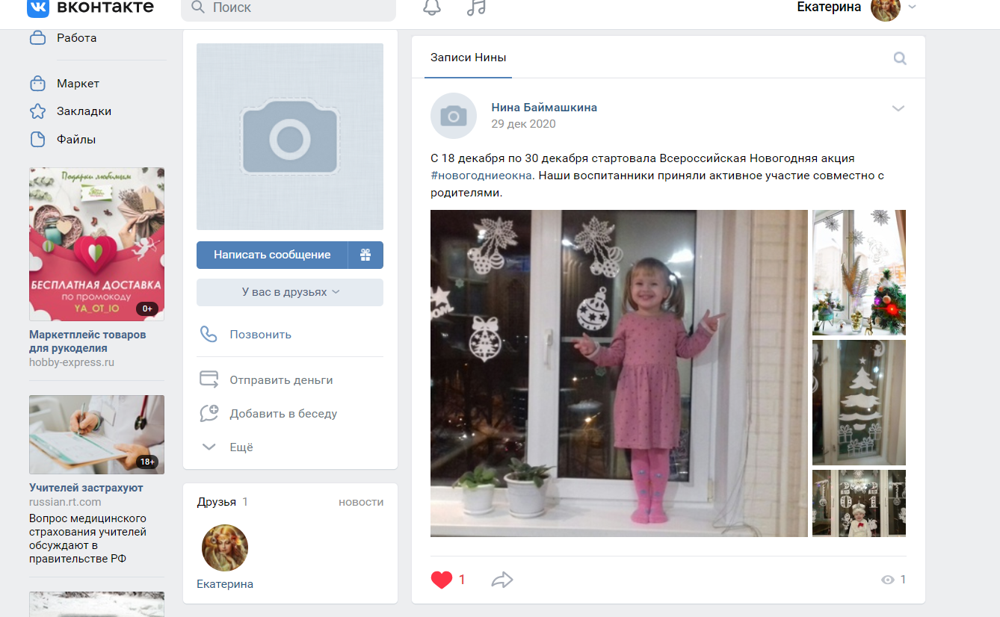 вконтакте
Поиск
Екатерина
Работа
Маркет
Закладки
Файлы
Подарки любимым
БЕСПЛАТНАЯ ДОСТАВКА
по промокоду
YA_OT_IO
0+
Маркетплейс товаров
для рукоделия
hobby-express.ru
18+
Учителей застрахуют
russian.rt.com
Вопрос медицинского
страхования учителей
обсуждают в
правительстве РФ
Написать сообщение
У вас в друзьях
Позвонить
Отправить деньги
Добавить в беседу
Ещё
Друзья 1
новости
Екатерина
Записи Нины
Нина Баймашкина
29 дек 2020
С 18 декабря по 30 декабря стартовала Всероссийская Новогодняя акция
#новогодниеокна. Наши воспитанники приняли активное участие совместно с
родителями.
1
1